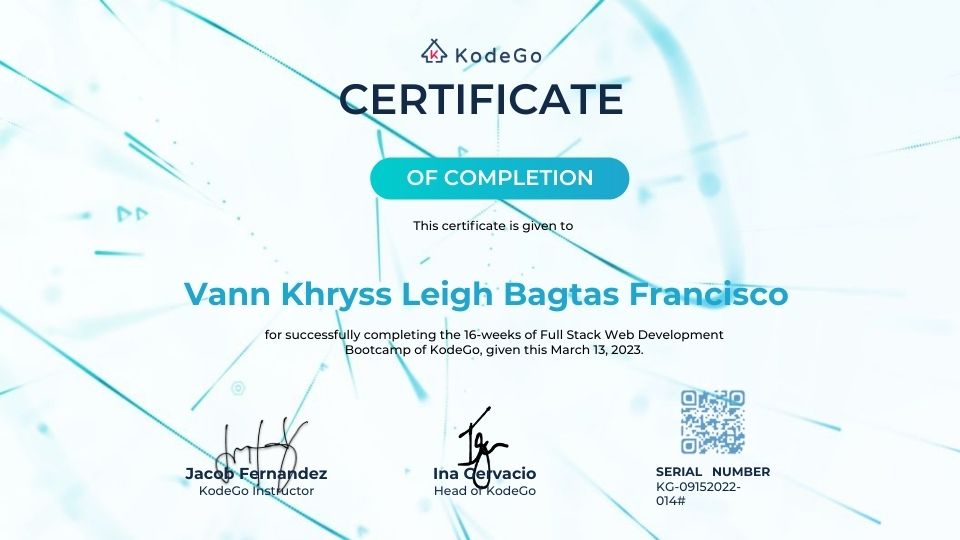 KodeGo
CERTIFICATE
OF COMPLETION
This certificate is given to
Vann Khryss Leigh Bagtas Francisco
for successfully completing the 16-weeks of Full Stack Web Development
Bootcamp of KodeGo, given this March 13, 2023.
Jacob Fernandez
KodeGo Instructor
Ina Gervacio
Head of KodeGo
SERIAL NUMBER
KG-09152022-
014#